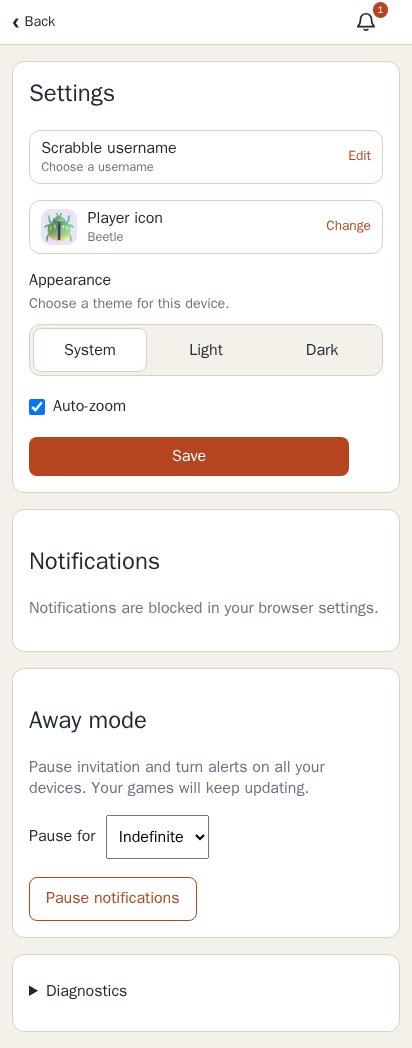 Back
1
Settings
Scrabble username
Choose a username
Edit
Player icon
Beetle
Change
Appearance
Choose a theme for this device.
System Light Dark
Auto-zoom
Save
Notifications
Notifications are blocked in your browser settings.
Away mode
Pause invitation and turn alerts on all your
devices. Your games will keep updating.
Pause for Indefinite
Pause notifications
Diagnostics